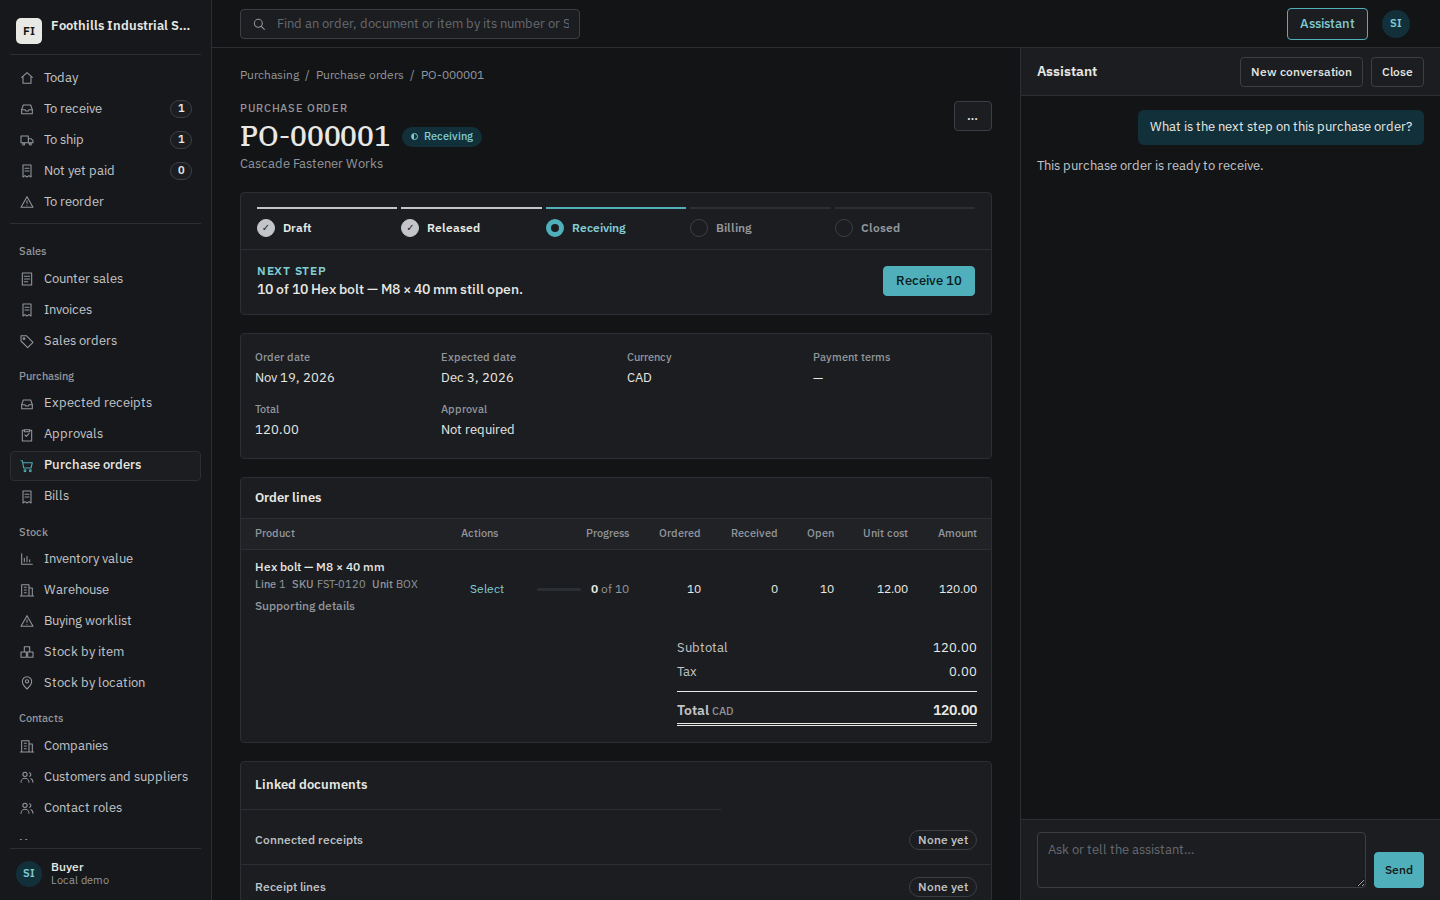 FI
Foothills Industrial S...
Today
To receive 1
To ship 1
Not yet paid 0
To reorder
Sales
Counter sales
Invoices
Sales orders
Purchasing
Expected receipts
Approvals
Purchase orders
Bills
Stock
Inventory value
Warehouse
Buying worklist
Stock by item
Stock by location
Contacts
Companies
Customers and suppliers
Contact roles
SI
Buyer
Local demo
Find an order, document or item by its number or S
Assistant
SI
Purchasing / Purchase orders / PO-000001
PURCHASE ORDER
PO-000001
Receiving
...
Cascade Fastener Works
Draft
Released
Receiving
Billing
Closed
NEXT STEP
10 of 10 Hex bolt — M8 × 40 mm still open.
Receive 10
Order date
Nov 19, 2026
Expected date
Dec 3, 2026
Currency
CAD
Payment terms
—
Total
120.00
Approval
Not required
Order lines
Product Actions Progress Ordered Received Open Unit cost Amount
Hex bolt — M8 × 40 mm
Line 1 SKU FST-0120 Unit BOX
Supporting details
Select 0 of 10 10 0 10 12.00 120.00
Subtotal 120.00
Tax 0.00
Total CAD 120.00
Linked documents
Connected receipts None yet
Receipt lines None yet
Assistant
New conversation
Close
What is the next step on this purchase order?
This purchase order is ready to receive.
Ask or tell the assistant...
Send